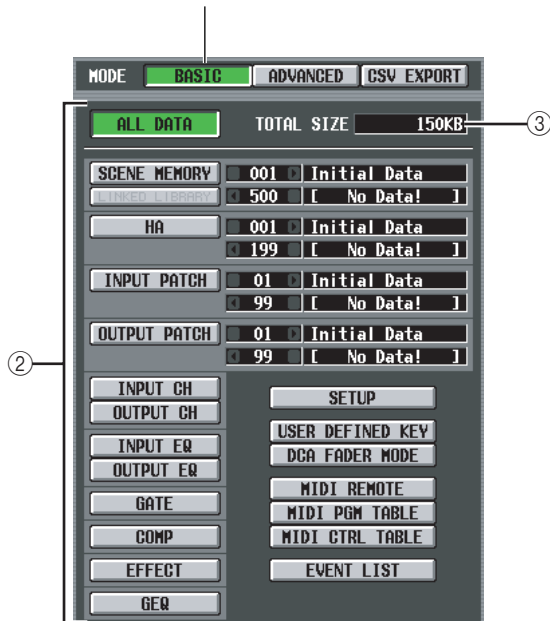 MODE BASIC ADVANCED CSV EXPORT
ALL DATA TOTAL SIZE 150KB ③
SCENE MEMORY 001 Initial Data
LINKED LIBRARY 500 [ No Data! ]
HA 001 Initial Data
199 [ No Data! ]
INPUT PATCH 01 Initial Data
99 [ No Data! ]
OUTPUT PATCH 01 Initial Data
99 [ No Data! ]
②
INPUT CH
OUTPUT CH
INPUT EQ
OUTPUT EQ
GATE
COMP
EFFECT
GEQ
SETUP
USER DEFINED KEY
DCA FADER MODE
MIDI REMOTE
MIDI PGM TABLE
MIDI CTRL TABLE
EVENT LIST